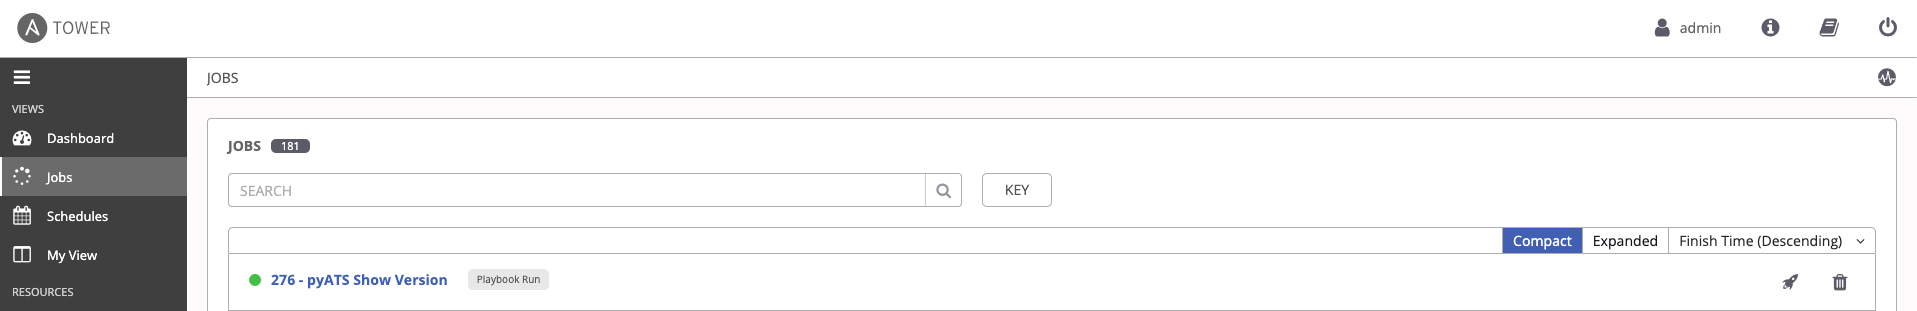 TOWER
admin
JOBS
VIEWS
Dashboard
Jobs
Schedules
My View
RESOURCES
JOBS 181
SEARCH
KEY
Compact Expanded Finish Time (Descending)
276 - pyATS Show Version Playbook Run